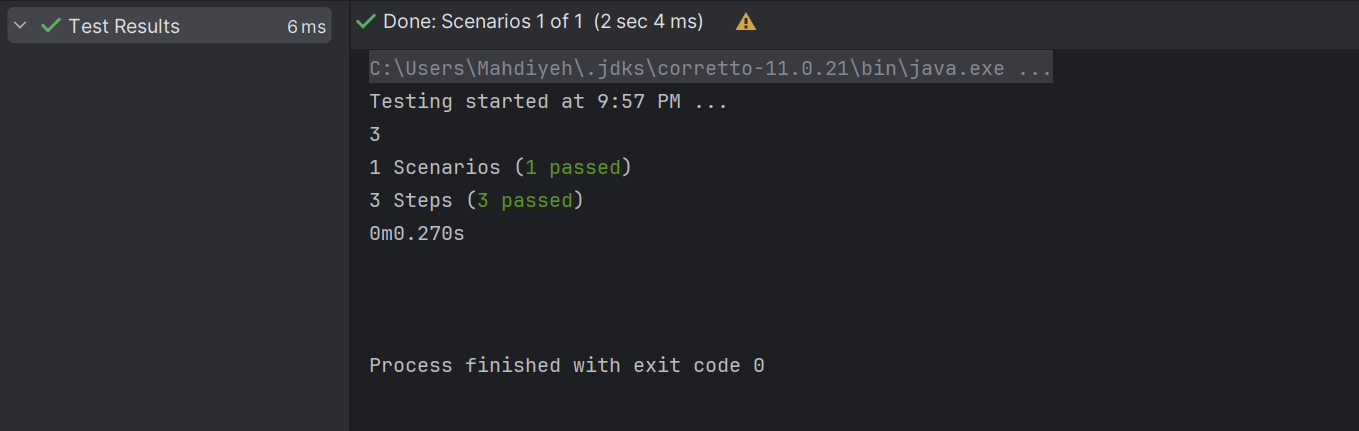 Test Results 6 ms
Done: Scenarios 1 of 1 (2 sec 4 ms)
C:\Users\Mahdiyeh\.jdks\corretto-11.0.21\bin\java.exe ...
Testing started at 9:57 PM ...
3
1 Scenarios (1 passed)
3 Steps (3 passed)
0m0.270s
Process finished with exit code 0